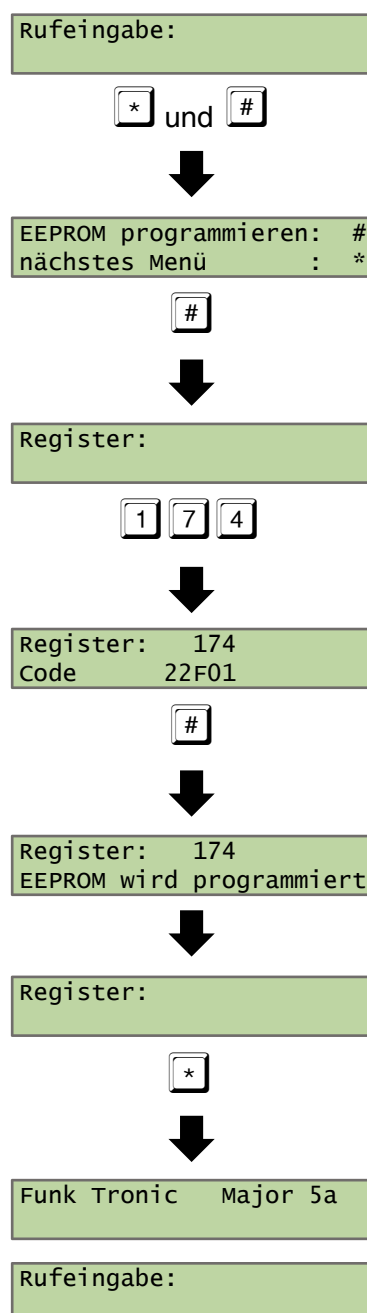 Rufeingabe:
* und #
EEPROM programmieren: #
nächstes Menü : *
#
Register:
1 7 4
Register: 174
Code 22F01
#
Register: 174
EEPROM wird programmiert
Register:
*
Funk Tronic Major 5a
Rufeingabe: